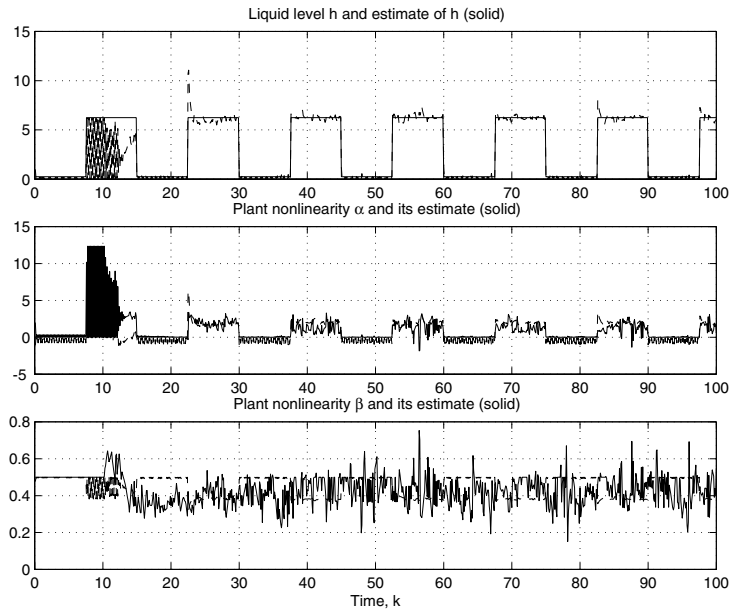 Liquid level h and estimate of h (solid)
15
10
5
0
0 10 20 30 40 50 60 70 80 90 100
Plant nonlinearity α and its estimate (solid)
15
10
5
0
-5
0 10 20 30 40 50 60 70 80 90 100
Plant nonlinearity β and its estimate (solid)
0.8
0.6
0.4
0.2
0
0 10 20 30 40 50 60 70 80 90 100
Time, k